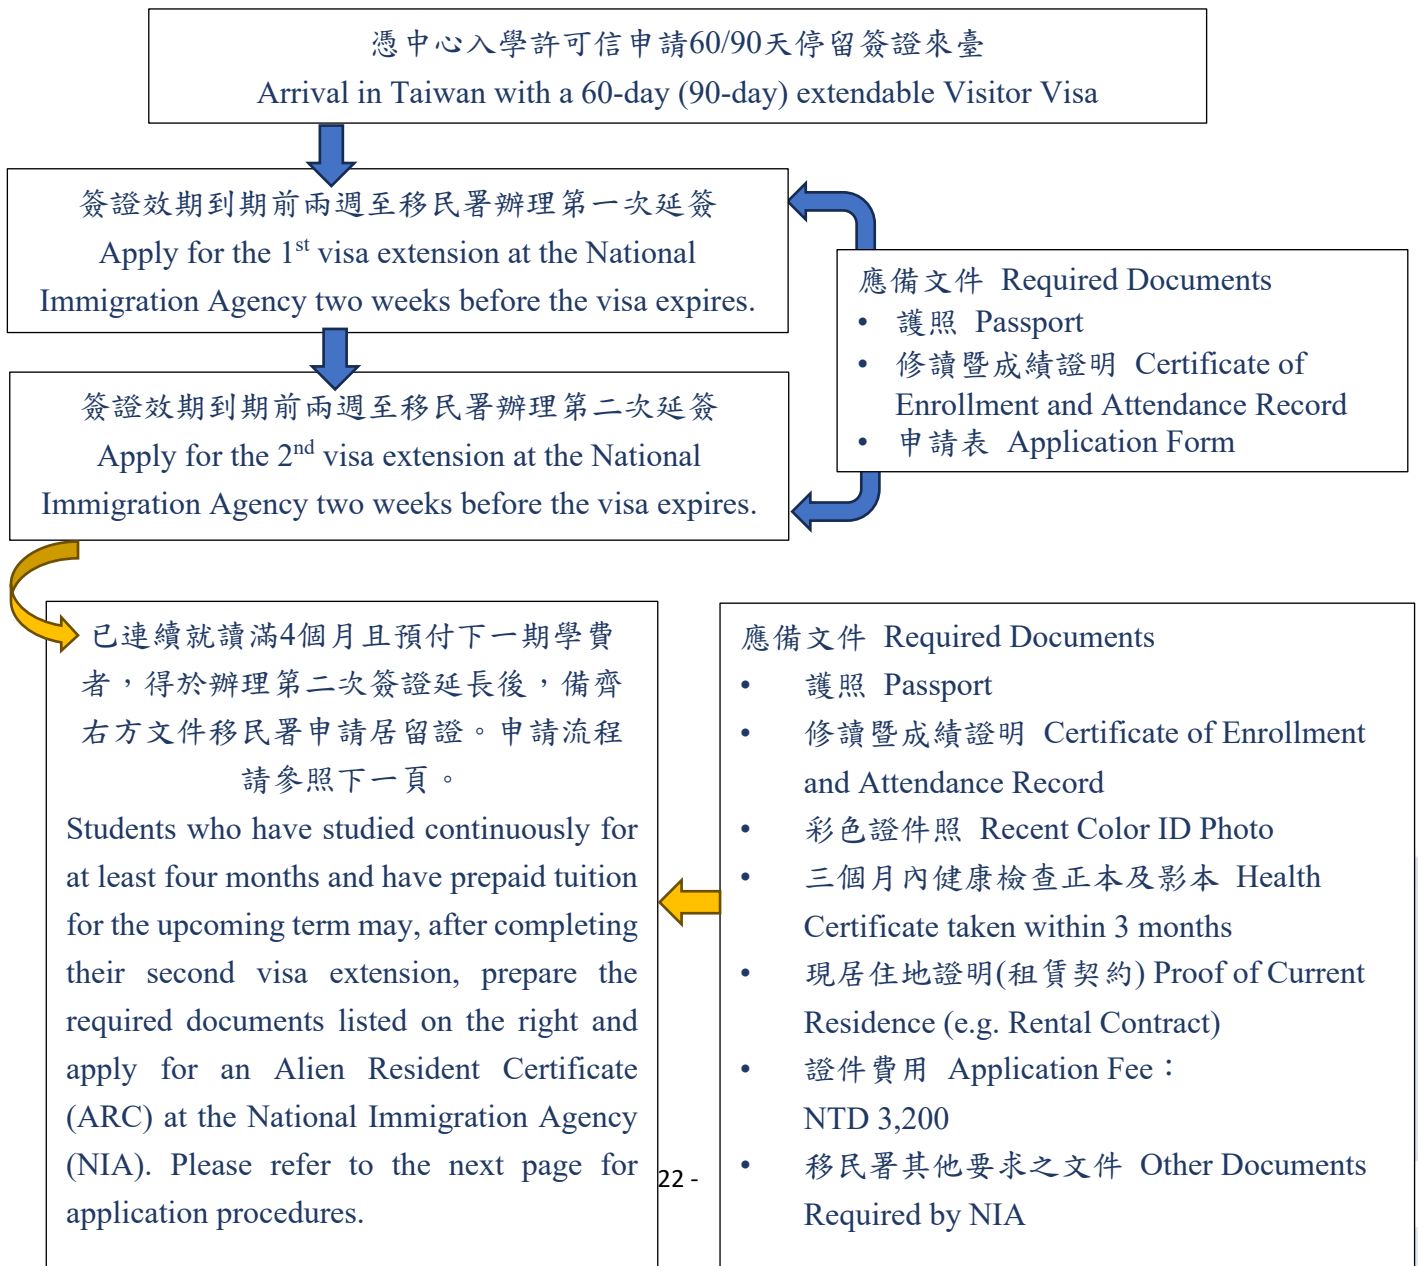 憑中心入學許可信申請60/90天停留簽證來臺
Arrival in Taiwan with a 60-day (90-day) extendable Visitor Visa
簽證效期到期前兩週至移民署辦理第一次延簽
Apply for the 1st visa extension at the National
Immigration Agency two weeks before the visa expires.
簽證效期到期前兩週至移民署辦理第二次延簽
Apply for the 2nd visa extension at the National
Immigration Agency two weeks before the visa expires.
應備文件 Required Documents
• 護照 Passport
• 修讀暨成績證明 Certificate of
Enrollment and Attendance Record
• 申請表 Application Form
已連續就讀滿4個月且預付下一期學費
者，得於辦理第二次簽證延長後，備齊
右方文件移民署申請居留證。申請流程
請參照下一頁。
Students who have studied continuously for
at least four months and have prepaid tuition
for the upcoming term may, after completing
their second visa extension, prepare the
required documents listed on the right and
apply for an Alien Resident Certificate
(ARC) at the National Immigration Agency
(NIA). Please refer to the next page for
application procedures.
應備文件 Required Documents
• 護照 Passport
• 修讀暨成績證明 Certificate of Enrollment
and Attendance Record
• 彩色證件照 Recent Color ID Photo
• 三個月內健康檢查正本及影本 Health
Certificate taken within 3 months
• 現居住地證明(租賃契約) Proof of Current
Residence (e.g. Rental Contract)
• 證件費用 Application Fee：
NTD 3,200
• 移民署其他要求之文件 Other Documents
Required by NIA
22 -